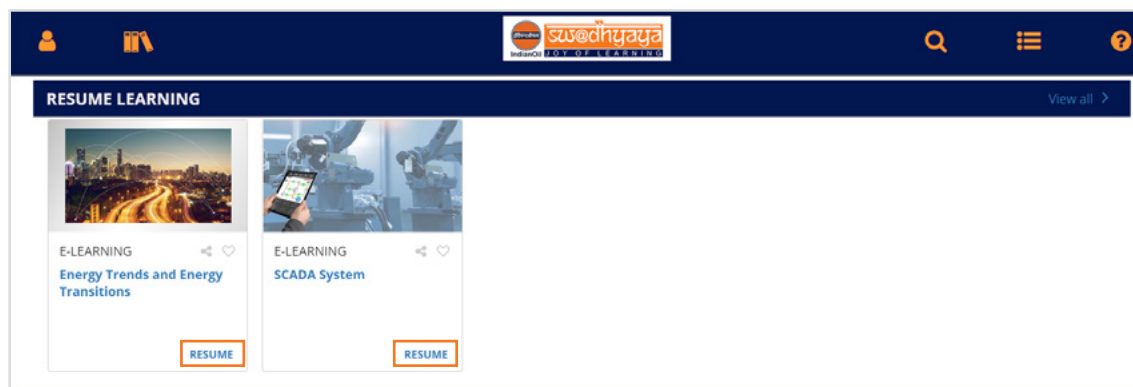 sw@dhyaya
IndianOil JOY OF LEARNING
RESUME LEARNING
View all
E-LEARNING
Energy Trends and Energy
Transitions
RESUME
E-LEARNING
SCADA System
RESUME